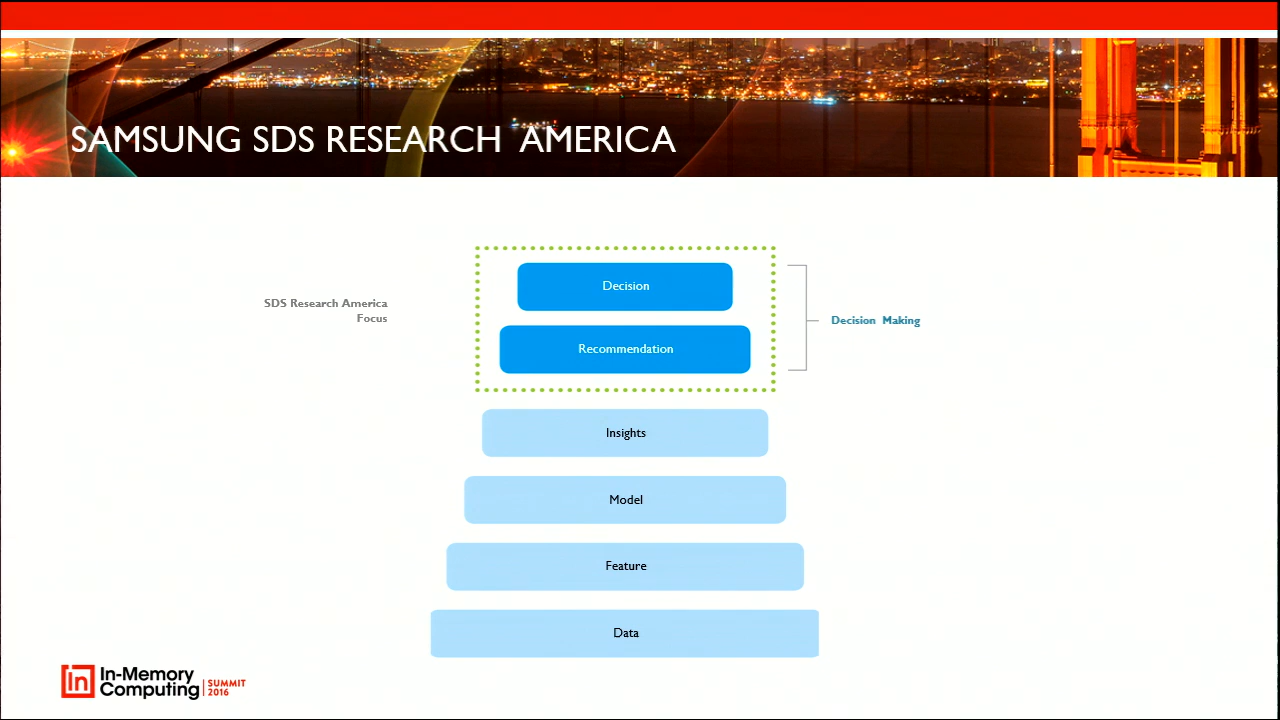 SAMSUNG SDS RESEARCH AMERICA
Decision
SDS Research America
Focus
Decision Making
Recommendation
Insights
Model
Feature
Data
in In-Memory
Computing SUMMIT
2016